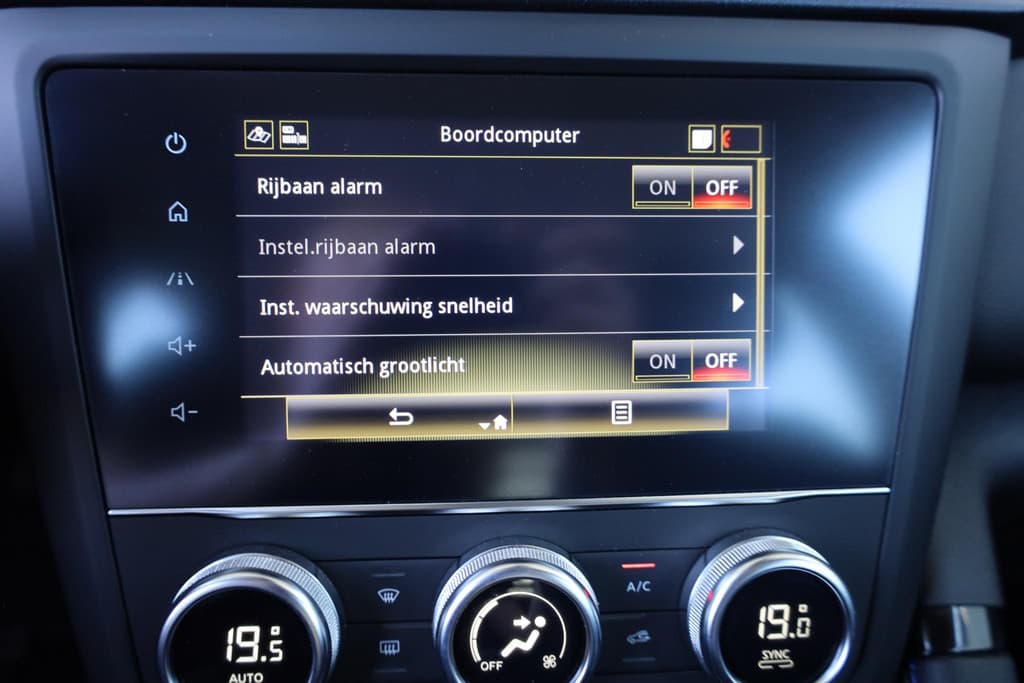 Boordcomputer
Rijbaan alarm ON OFF
Instel.rijbaan alarm
Inst. waarschuwing snelheid
Automatisch grootlicht ON OFF
A/C
19.5 AUTO
OFF
19.0 SYNC